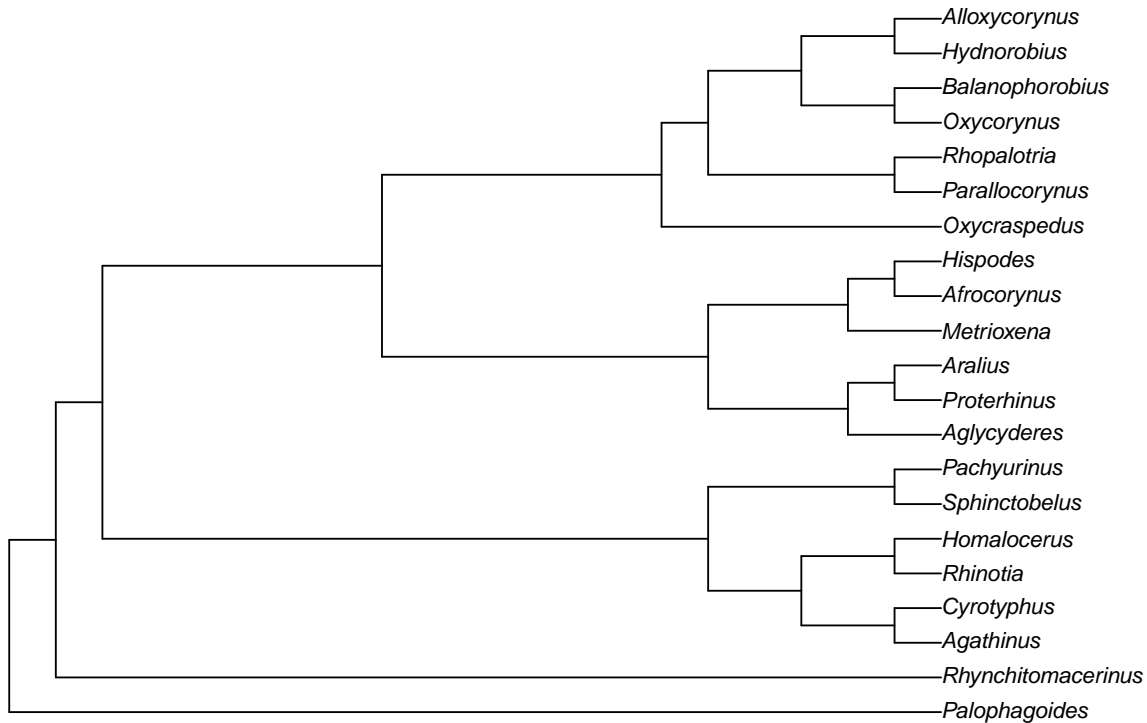 Alloxycorynus
Hydnorobius
Balanophorobius
Oxycorynus
Rhopalotria
Parallocorynus
Oxycraspedus
Hispodes
Afrocorynus
Metrioxena
Aralius
Proterhinus
Aglycyderes
Pachyurinus
Sphinctobelus
Homalocerus
Rhinotia
Cyrotyphus
Agathinus
Rhynchitomacerinus
Palophagoides